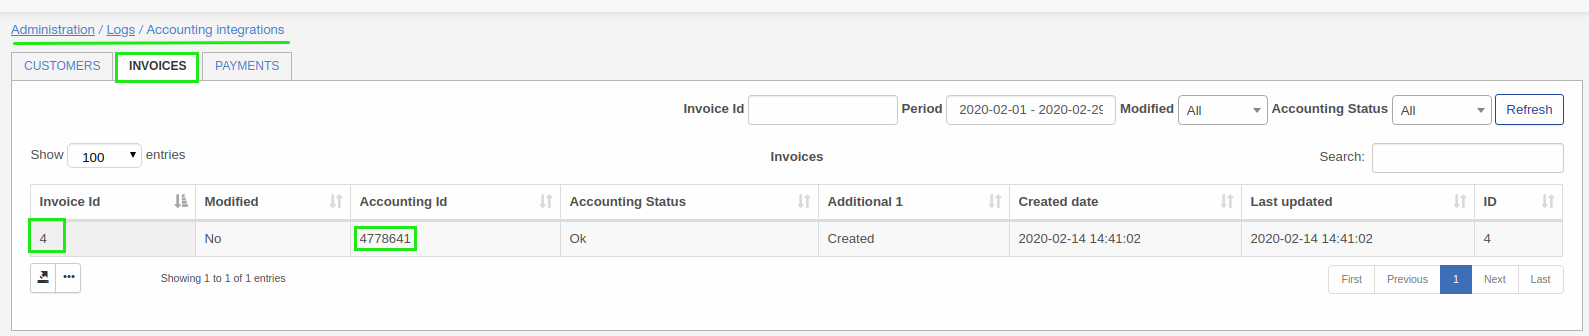 Administration / Logs / Accounting integrations
CUSTOMERS INVOICES PAYMENTS
Invoice Id Period 2020-02-01 - 2020-02-29 Modified All Accounting Status All Refresh
Show 100 entries Invoices Search:
Invoice Id Modified Accounting Id Accounting Status Additional 1 Created date Last updated ID
4 No 4778641 Ok Created 2020-02-14 14:41:02 2020-02-14 14:41:02 4
••• Showing 1 to 1 of 1 entries First Previous 1 Next Last